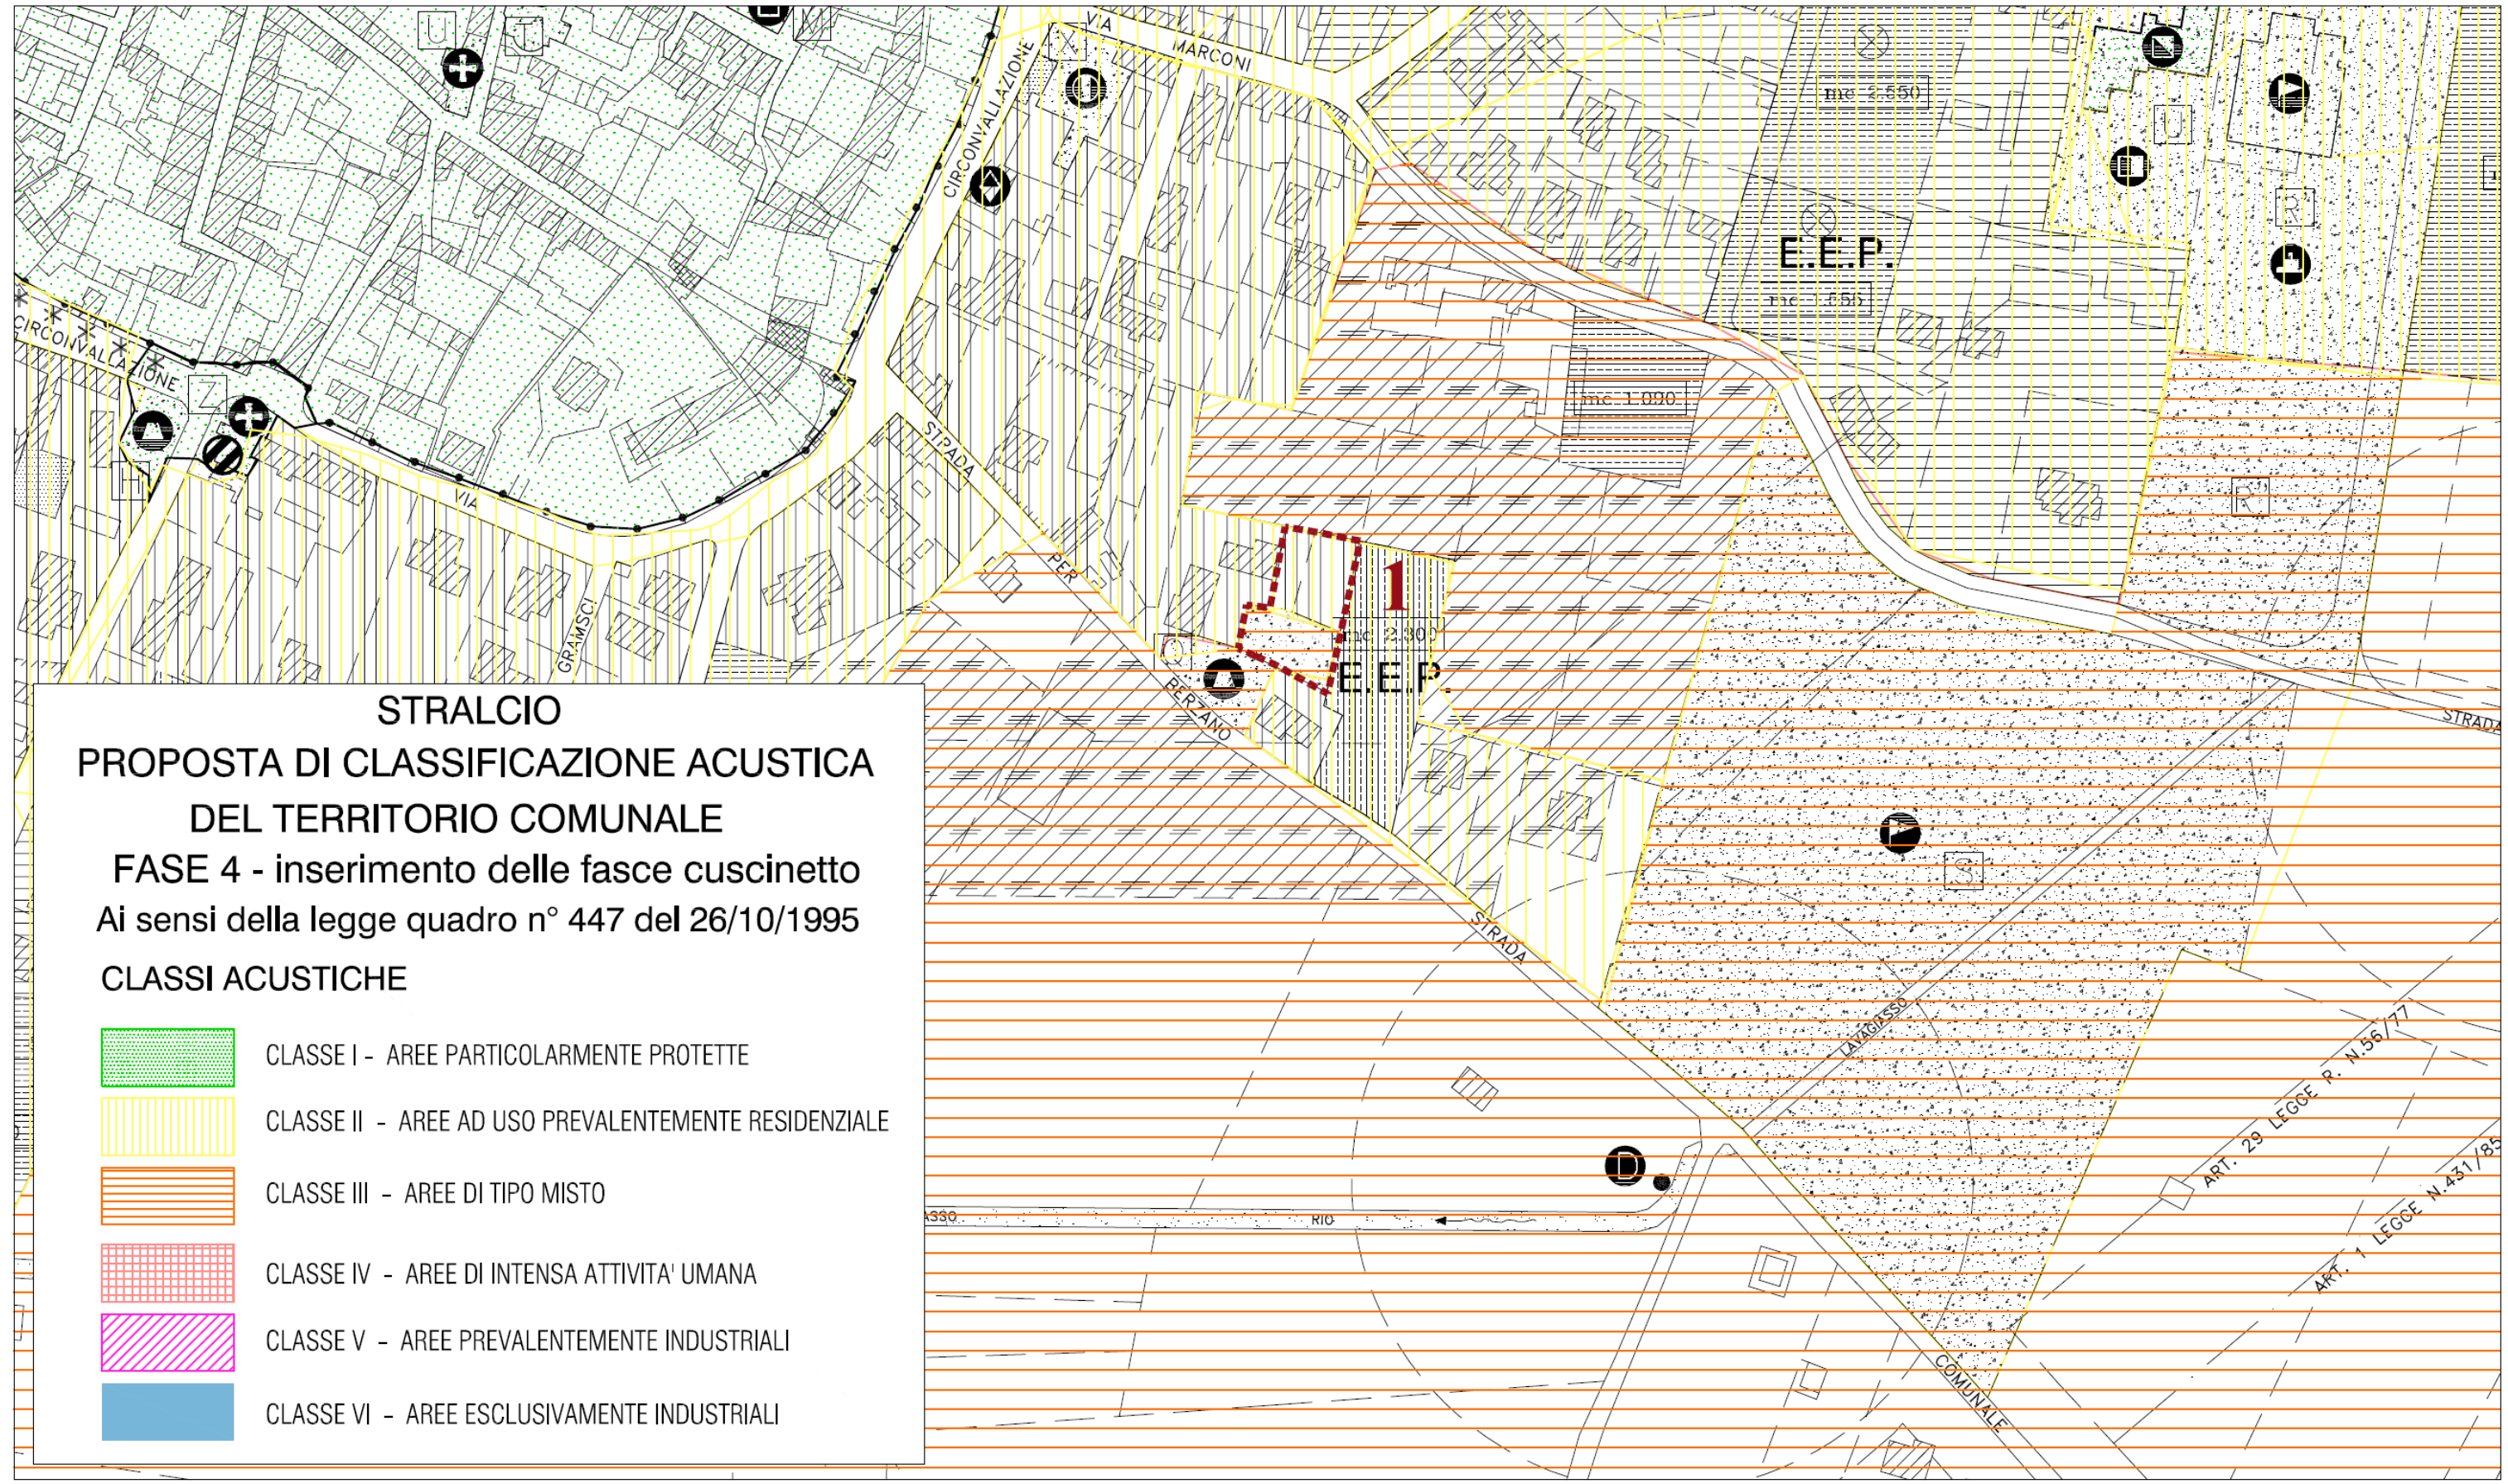 U
U
M
VIA
MARCONI
CIRCONVALLAZIONE
mc 2.550
U
R
E.E.P.
CIRCONVALLAZIONE
Z
H
mc 1.090
STRADA
VIA
R
PER
1
mc 2.300
E.E.P.
GRAMSCI
BERZANO
STRADA
STRALCIO
PROPOSTA DI CLASSIFICAZIONE ACUSTICA
DEL TERRITORIO COMUNALE
FASE 4 - inserimento delle fasce cuscinetto
Ai sensi della legge quadro n° 447 del 26/10/1995
CLASSI ACUSTICHE
CLASSE I - AREE PARTICOLARMENTE PROTETTE
CLASSE II - AREE AD USO PREVALENTEMENTE RESIDENZIALE
CLASSE III - AREE DI TIPO MISTO
CLASSE IV - AREE DI INTENSA ATTIVITA' UMANA
CLASSE V - AREE PREVALENTEMENTE INDUSTRIALI
CLASSE VI - AREE ESCLUSIVAMENTE INDUSTRIALI
S
STRADA
LAVAGIASSO
ART. 29 LEGGE R. N.56/77
ART. 1 LEGGE N.431/85
D
ASSO
RIO
COMUNALE